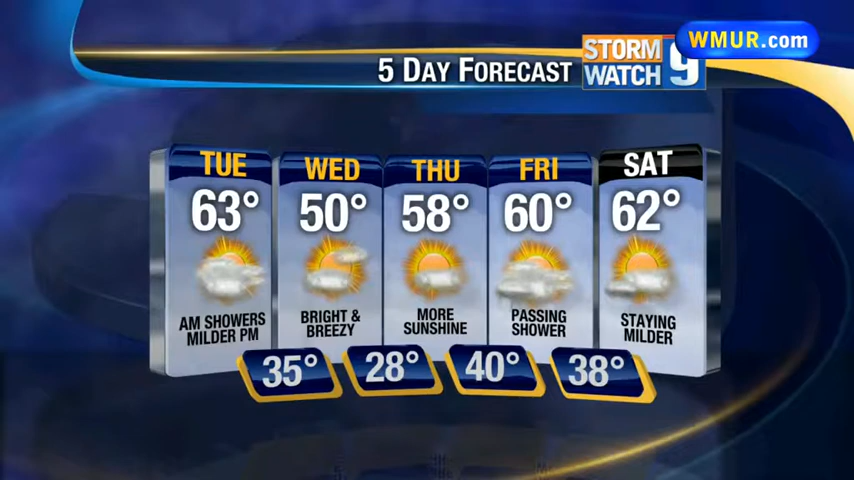 WMUR.com
5 DAY FORECAST
STORM
WATCH 9
TUE
63°
AM SHOWERS
MILDER PM
WED
50°
BRIGHT &
BREEZY
THU
58°
MORE
SUNSHINE
FRI
60°
PASSING
SHOWER
SAT
62°
STAYING
MILDER
35°
28°
40°
38°